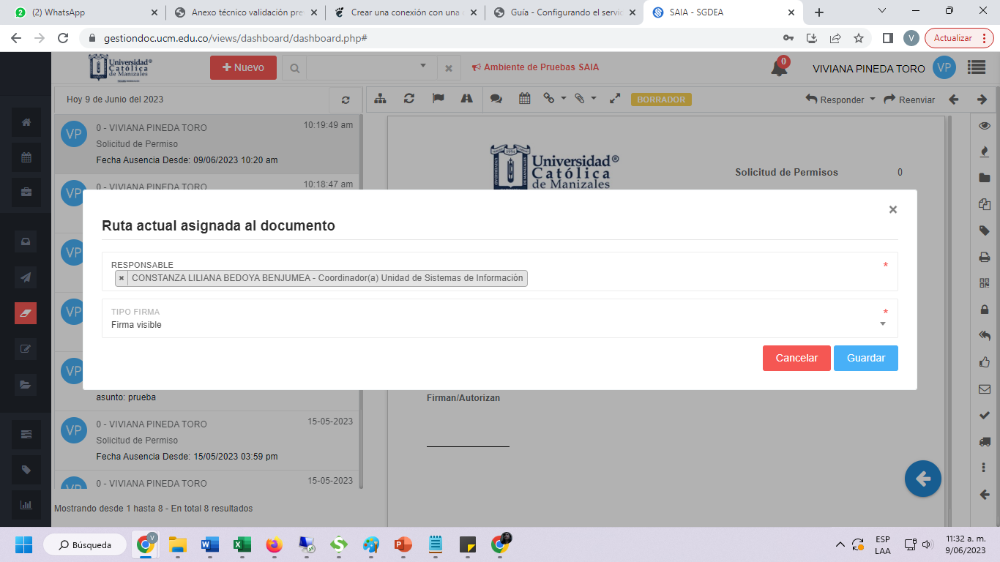 (2) WhatsApp
Anexo técnico validación pre
Crear una conexión con una
Guía - Configurando el servic
SAIA - SGDEA
gestiondoc.ucm.edu.co/views/dashboard/dashboard.php#
V
Actualizar
Universidad®
Católica
de Manizales
Nuevo
Ambiente de Pruebas SAIA
0
VIVIANA PINEDA TORO
VP
Hoy 9 de Junio del 2023
BORRADOR
Responder
Reenviar
VP
0 - VIVIANA PINEDA TORO
10:19:49 am
Solicitud de Permiso
Fecha Ausencia Desde: 09/06/2023 10:20 am
VP
0 - VIVIANA PINEDA TORO
10:18:47 am
VP
VP
VP
asunto: prueba
VP
0 - VIVIANA PINEDA TORO
15-05-2023
Solicitud de Permiso
Fecha Ausencia Desde: 15/05/2023 03:59 pm
VP
0 - VIVIANA PINEDA TORO
15-05-2023
Mostrando desde 1 hasta 8 - En total 8 resultados
Universidad®
Católica
de Manizales
Solicitud de Permisos
0
Ruta actual asignada al documento
×
RESPONSABLE
*
× CONSTANZA LILIANA BEDOYA BENJUMEA - Coordinador(a) Unidad de Sistemas de Información
TIPO FIRMA
*
Firma visible
Cancelar
Guardar
Firman/Autorizan
Búsqueda
V
ESP
LAA
11:32 a. m.
9/06/2023